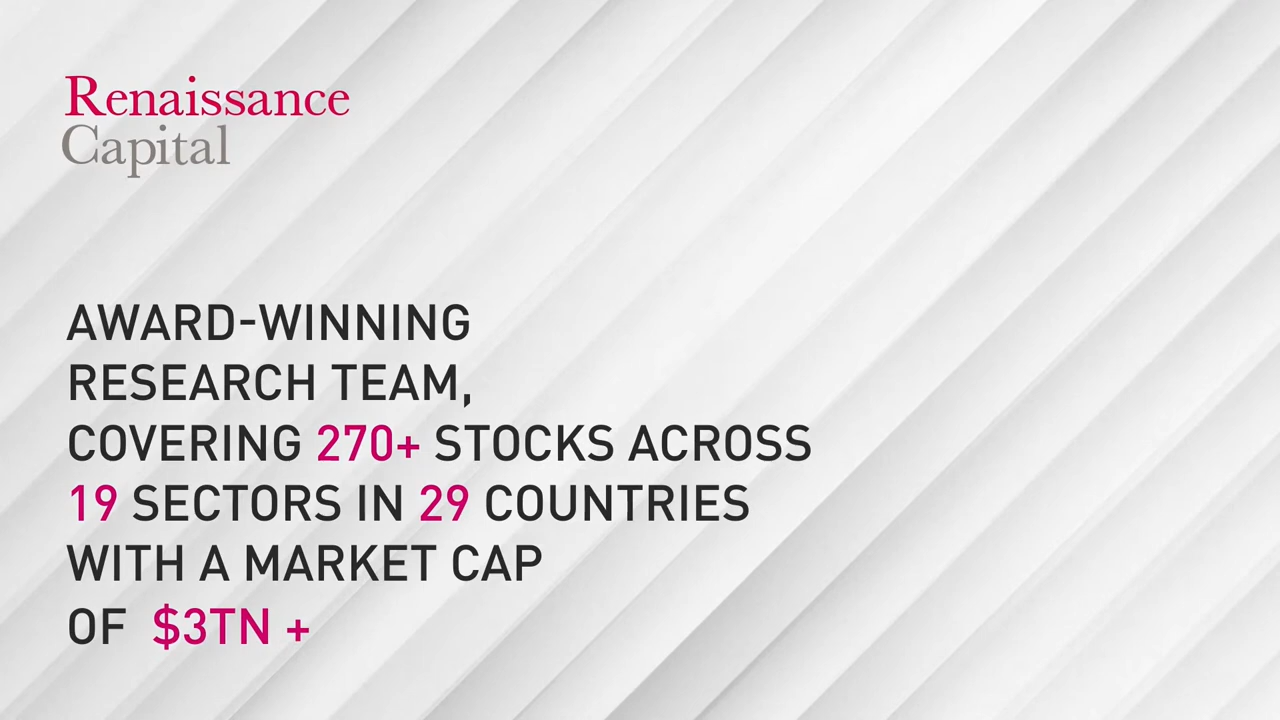 Renaissance
Capital
AWARD-WINNING
RESEARCH TEAM,
COVERING 270+ STOCKS ACROSS
19 SECTORS IN 29 COUNTRIES
WITH A MARKET CAP
OF $3TN +